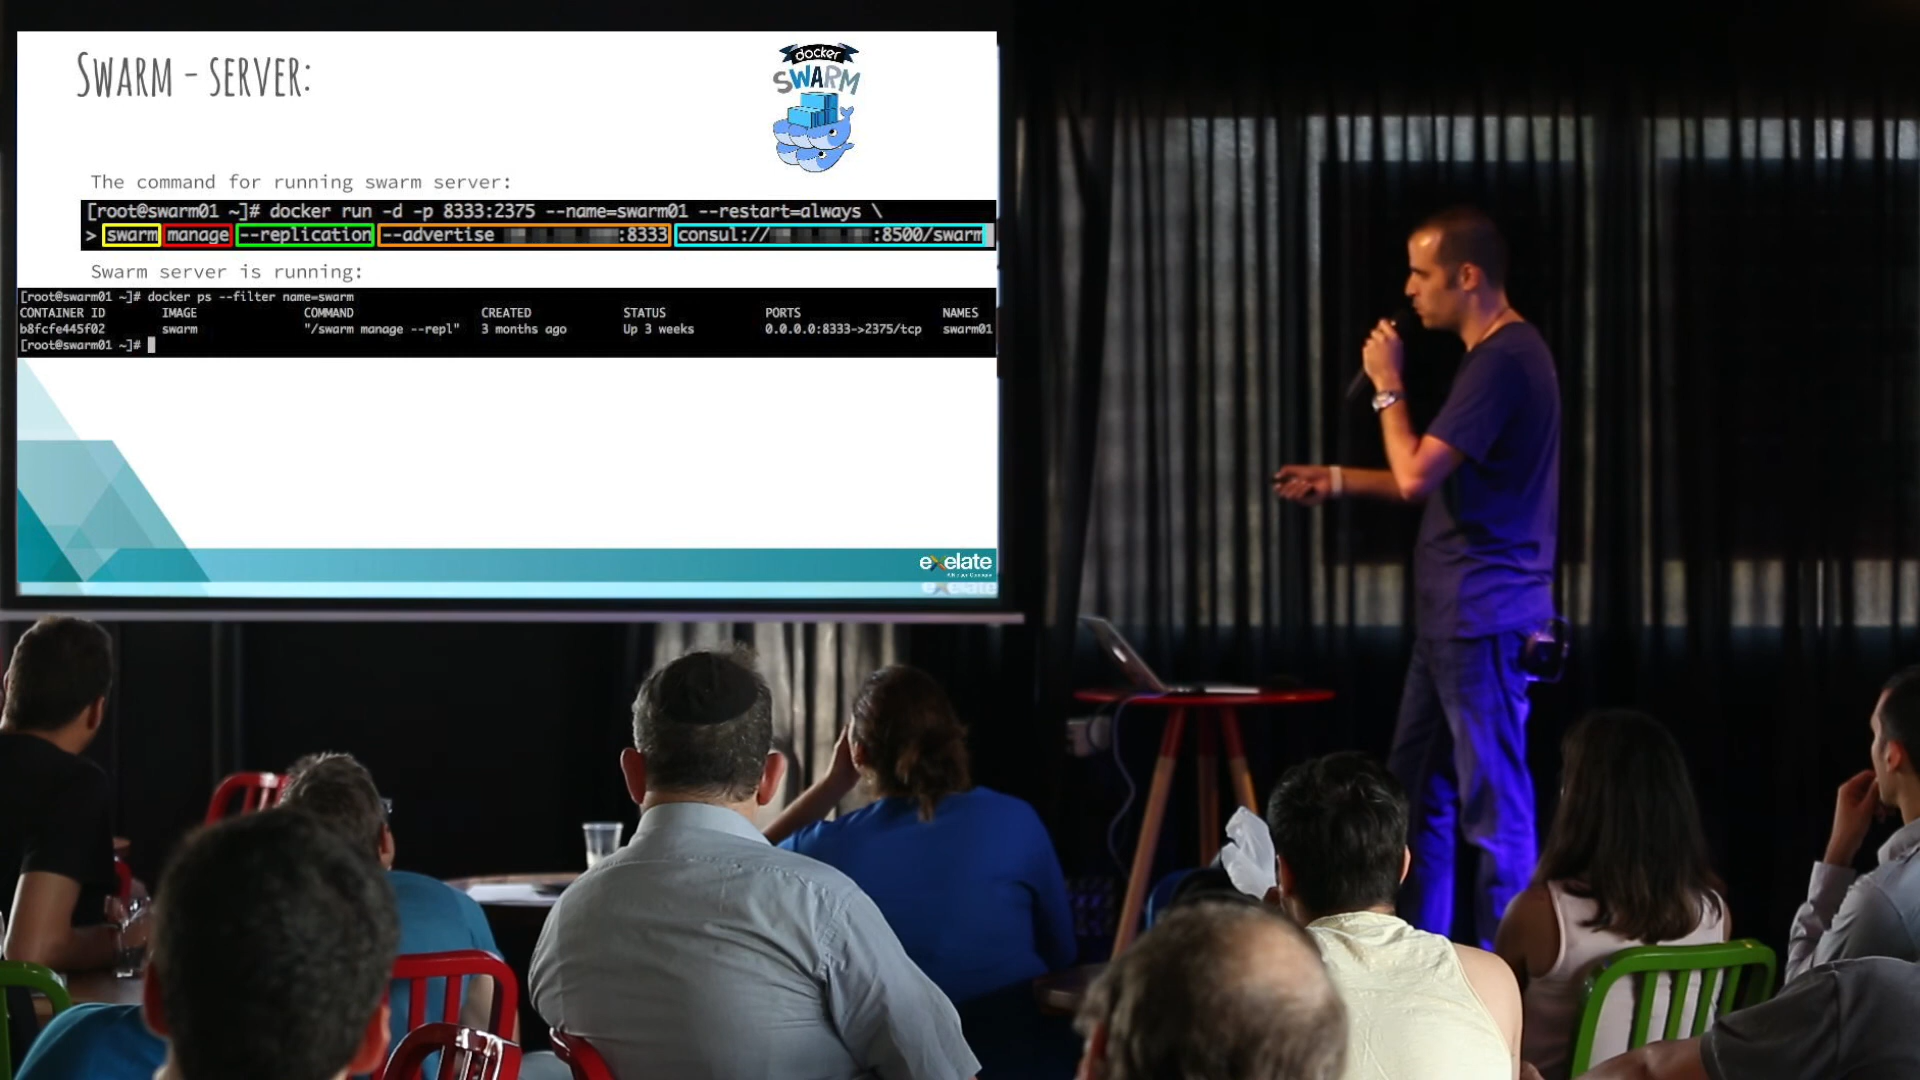 SWARM - SERVER:
docker
SWARM
The command for running swarm server:
[root@swarm01 ~]# docker run -d -p 8333:2375 --name=swarm01 --restart=always \
> swarm manage --replication --advertise :8333 consul:// :8500/swarm
Swarm server is running:
[root@swarm01 ~]# docker ps --filter name=swarm
CONTAINER ID IMAGE COMMAND CREATED STATUS PORTS NAMES
b8fcfe445f02 swarm "/swarm manage --repl" 3 months ago Up 3 weeks 0.0.0.0:8333->2375/tcp swarm01
[root@swarm01 ~]#
exelate